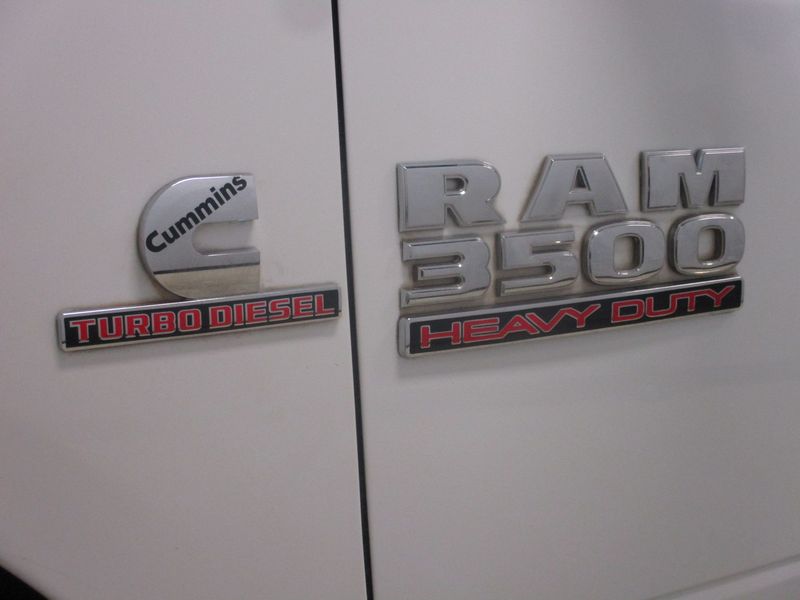 Cummins
TURBO DIESEL
RAM
3500
HEAVY DUTY